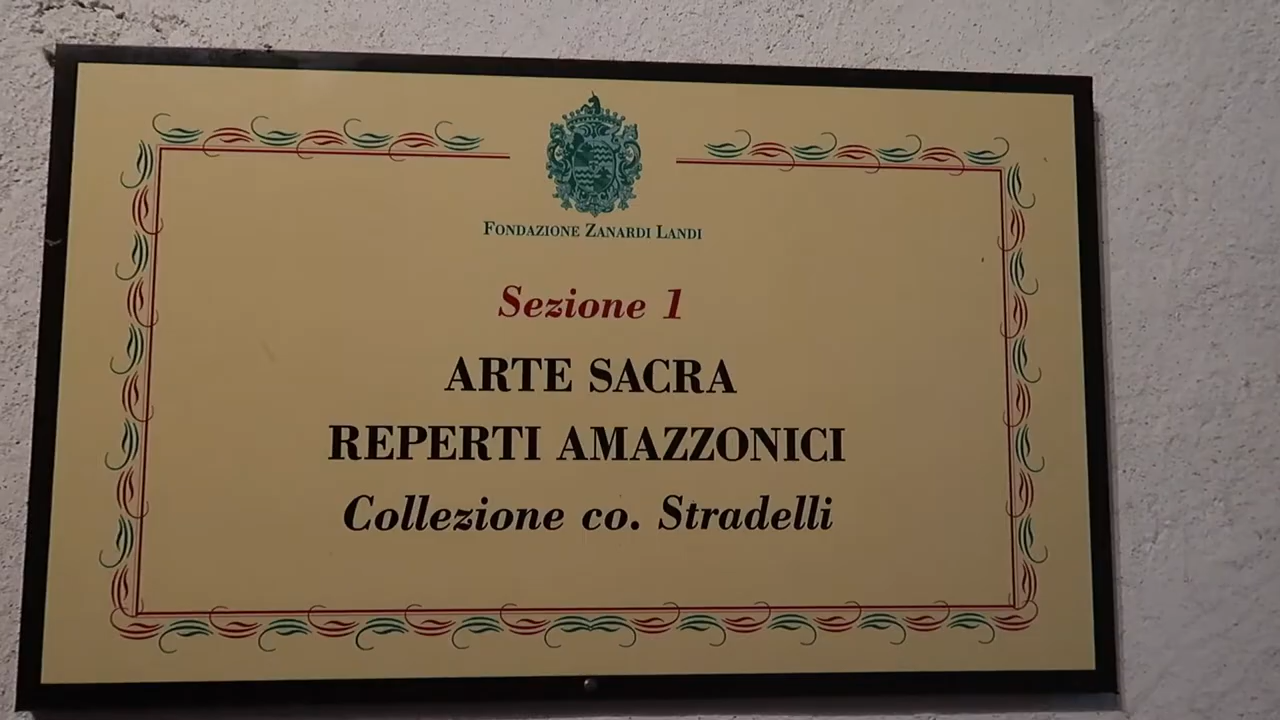 FONDAZIONE ZANARDI LANDI
Sezione 1
ARTE SACRA
REPERTI AMAZZONICI
Collezione co. Stradelli